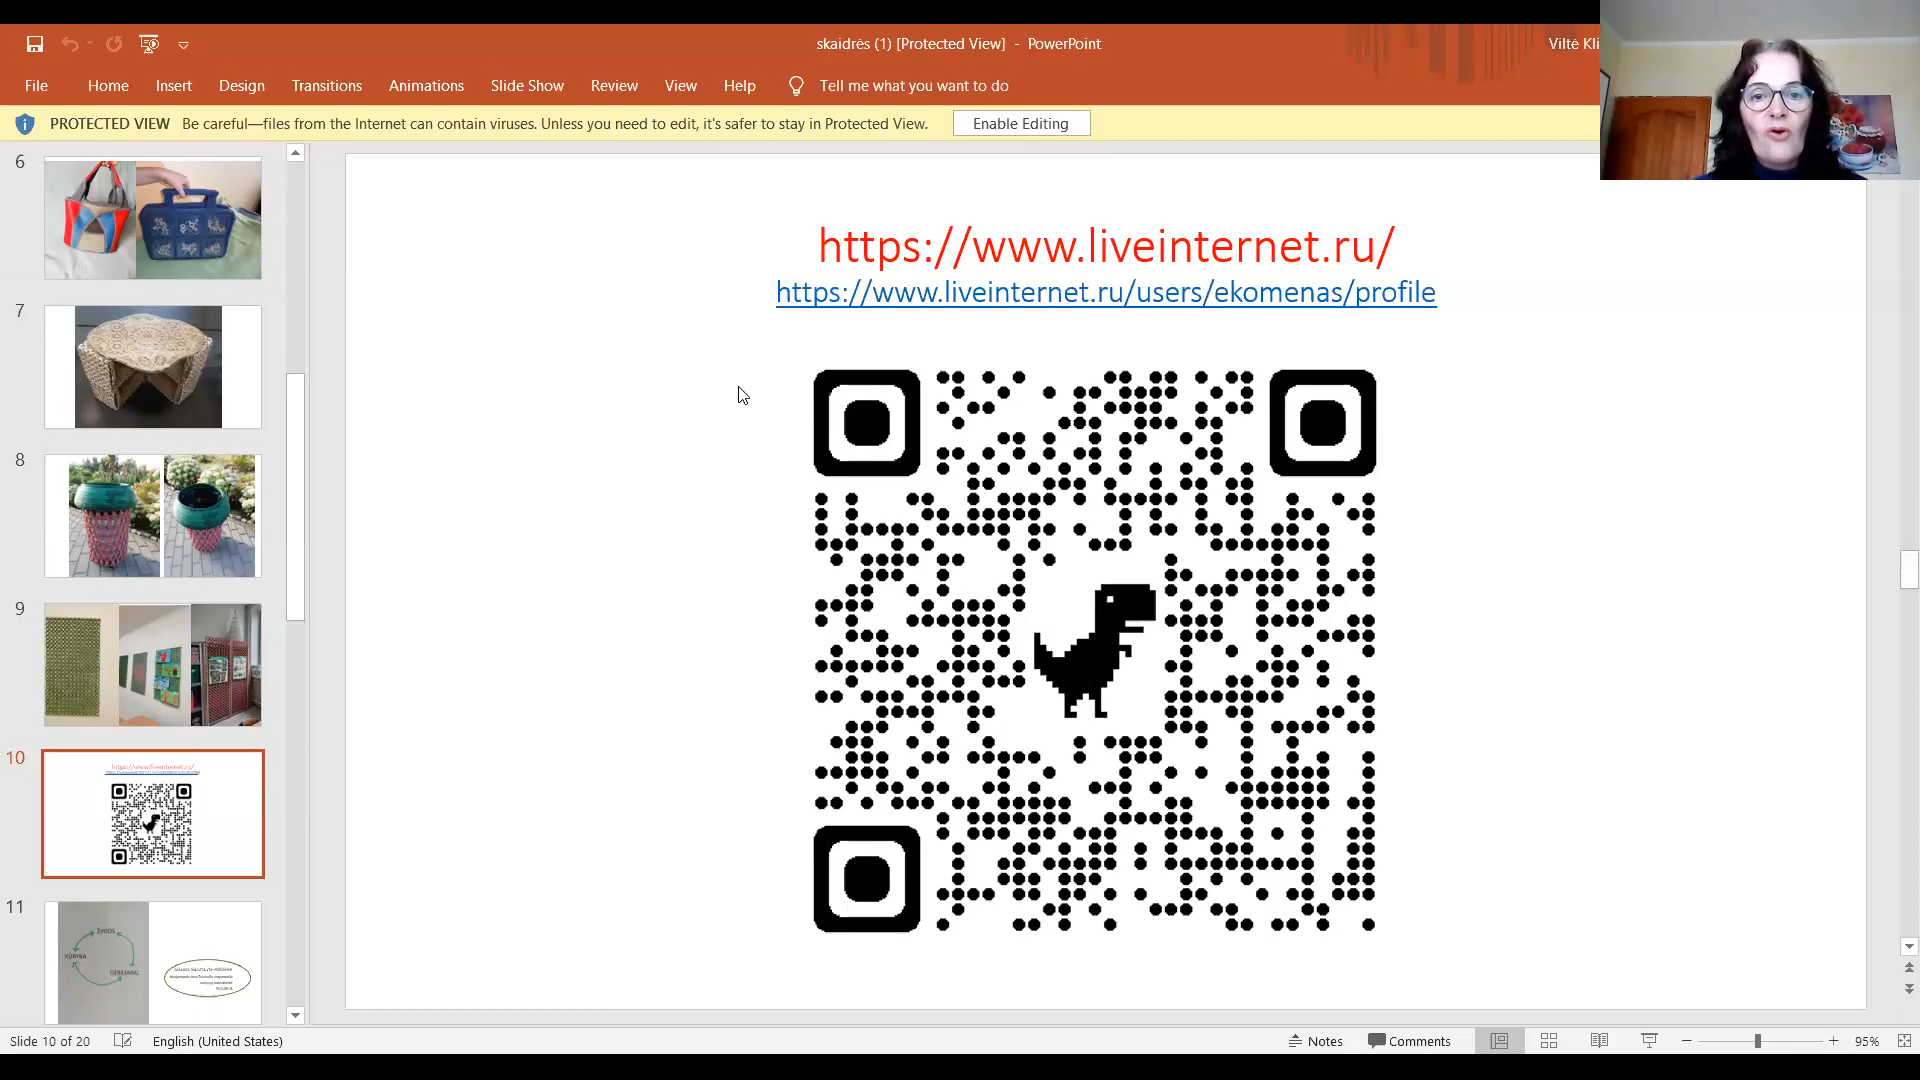 skaidrės (1) [Protected View] - PowerPoint
Viltė Kli
File Home Insert Design Transitions Animations Slide Show Review View Help Tell me what you want to do
PROTECTED VIEW Be careful—files from the Internet can contain viruses. Unless you need to edit, it's safer to stay in Protected View. Enable Editing
6
7
8
9
10
11
https://www.liveinternet.ru/
https://www.liveinternet.ru/users/ekomenas/profile
ŽINIOS
KŪRYBA
GEBĖJIMAI
Slide 10 of 20 English (United States) Notes Comments 95%